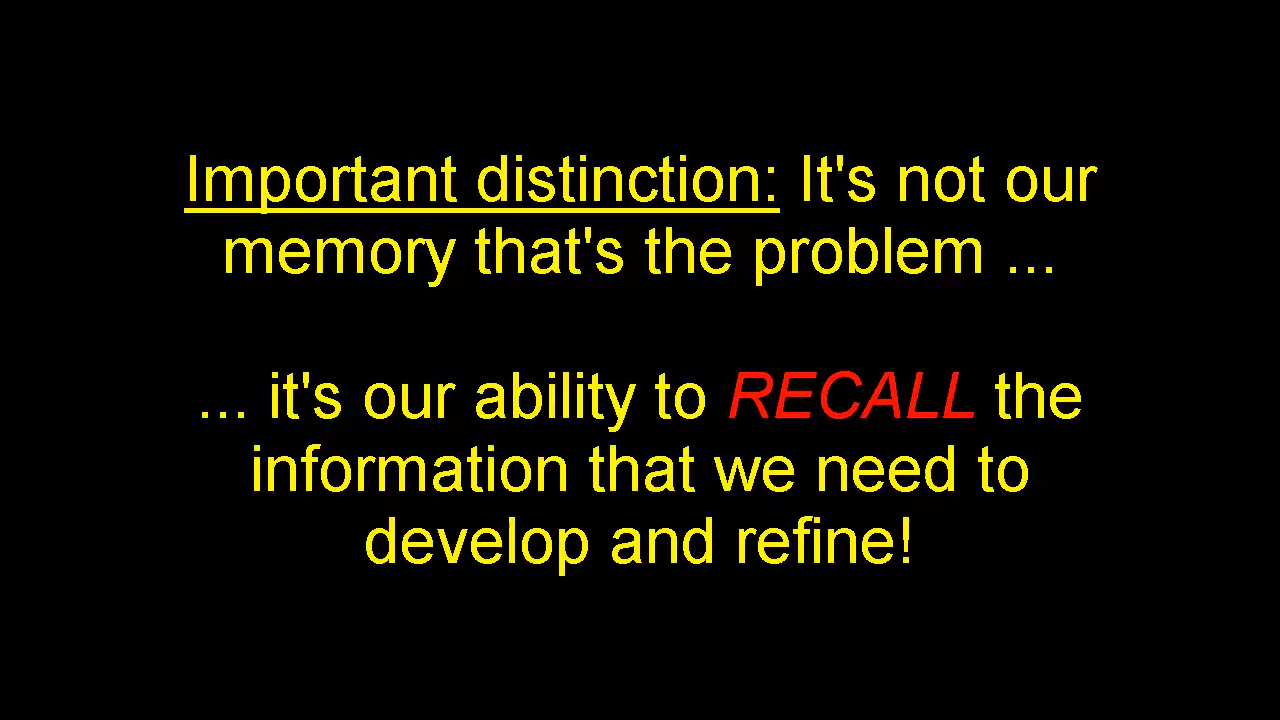 Important distinction: It's not our
memory that's the problem ...
... it's our ability to RECALL the
information that we need to
develop and refine!